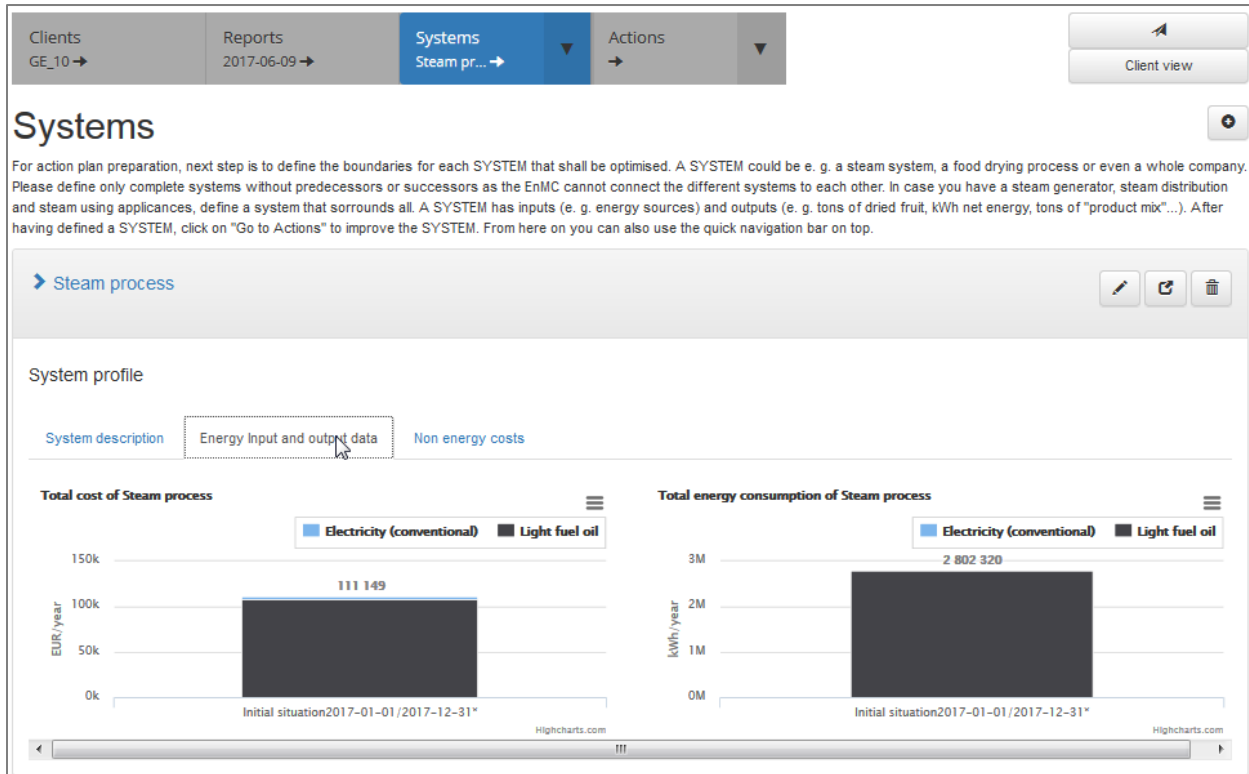 Clients
GE_10
Reports
2017-06-09
Systems
Steam pr...
Actions
Client view
Systems
For action plan preparation, next step is to define the boundaries for each SYSTEM that shall be optimised. A SYSTEM could be e. g. a steam system, a food drying process or even a whole company.
Please define only complete systems without predecessors or successors as the EnMC cannot connect the different systems to each other. In case you have a steam generator, steam distribution
and steam using applicances, define a system that sorrounds all. A SYSTEM has inputs (e. g. energy sources) and outputs (e. g. tons of dried fruit, kWh net energy, tons of "product mix"...). After
having defined a SYSTEM, click on "Go to Actions" to improve the SYSTEM. From here on you can also use the quick navigation bar on top.
Steam process
System profile
System description
Energy Input and output data
Non energy costs
Total cost of Steam process
Electricity (conventional)
Light fuel oil
150k
111 149
100k
EUR/year
50k
0k
Initial situation2017-01-01/2017-12-31*
Highcharts.com
Total energy consumption of Steam process
Electricity (conventional)
Light fuel oil
3M
2 802 320
2M
kWh/year
1M
0M
Initial situation2017-01-01/2017-12-31*
Highcharts.com